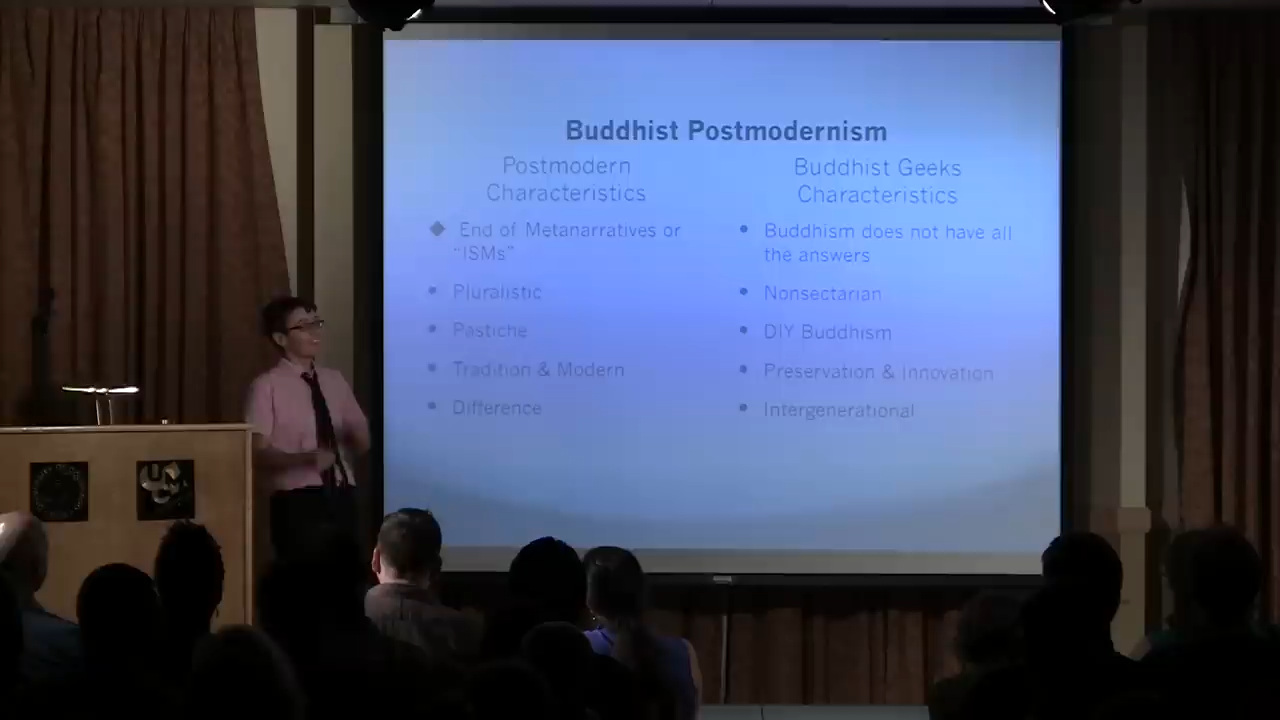 Buddhist Postmodernism
Postmodern
Characteristics
End of Metanarratives or
"ISMs"
Pluralistic
Pastiche
Tradition & Modern
Difference
Buddhist Geeks
Characteristics
Buddhism does not have all
the answers
Nonsectarian
DIY Buddhism
Preservation & Innovation
Intergenerational